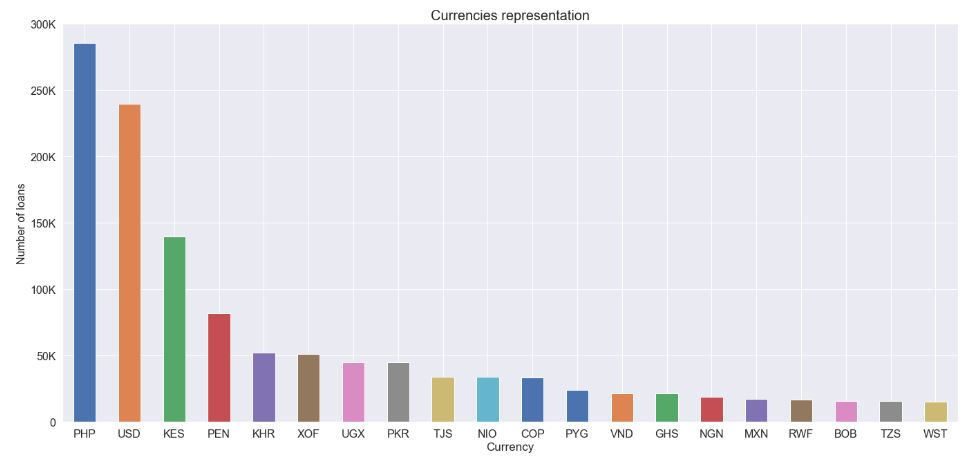 Currencies representation
300K
250K
200K
150K
100K
50K
0
Number of loans
PHP USD KES PEN KHR XOF UGX PKR TJS NIO COP PYG VND GHS NGN MXN RWF BOB TZS WST
Currency